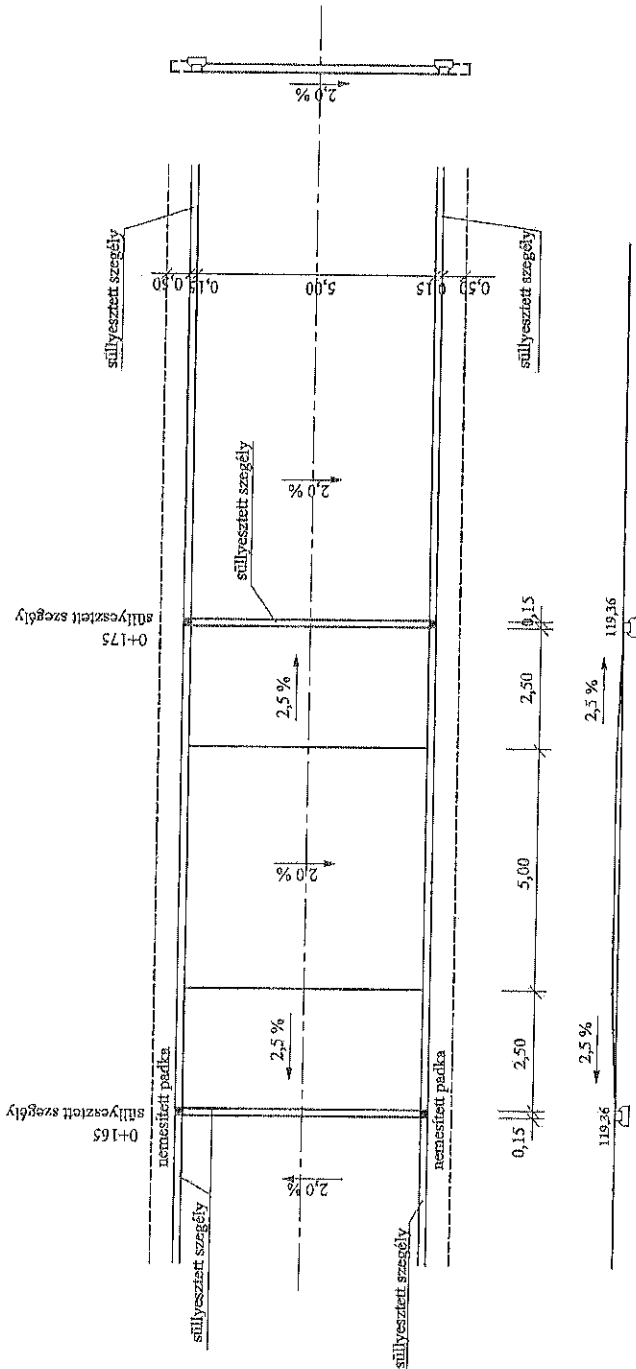 süllyesztett szegély
0,50
0,15
5,00
0,15
0,50
2,0 %
süllyesztett szegély
2,0 %
süllyesztett szegély
0+175
süllyesztett szegély
2,5 %
2,0 %
2,5 %
0+165
süllyesztett szegély
nemesített padka
nemesített padka
2,0 %
süllyesztett szegély
süllyesztett szegély
0,15
2,50
5,00
2,50
0,15
119,36
2,5 %
2,5 %
119,36